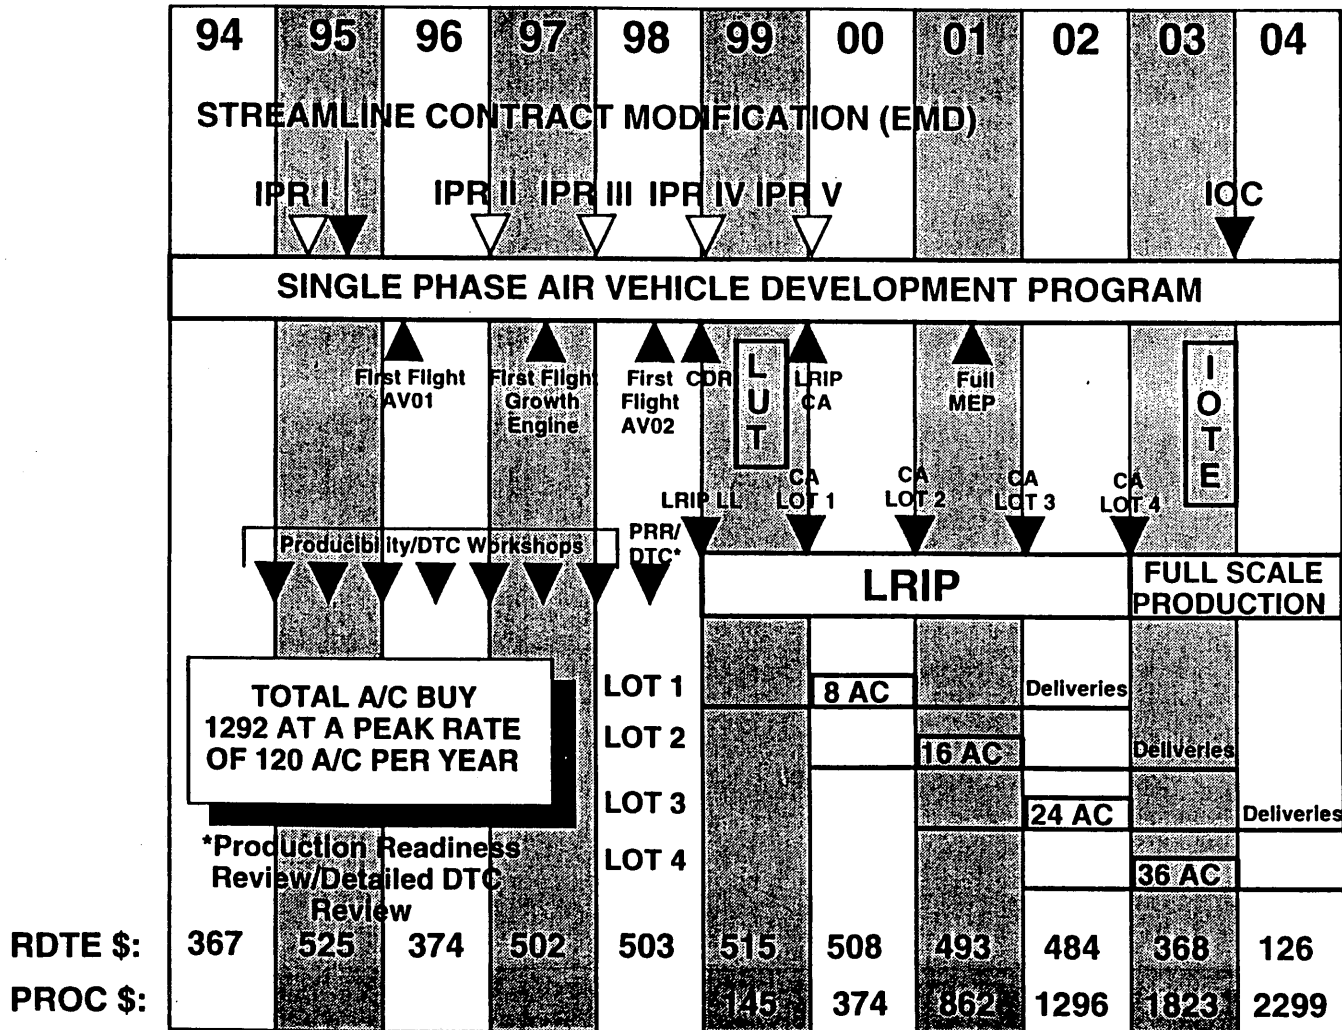 94 95 96 97 98 99 00 01 02 03 04
STREAMLINE CONTRACT MODIFICATION (EMD)
IPR I IPR II IPR III IPR IV IPR V IOC
SINGLE PHASE AIR VEHICLE DEVELOPMENT PROGRAM
First Flight
AV01
First Flight
Growth
Engine
First
Flight
AV02
CDR
LUT
LRIP
CA
Full
MEP
IOTE
LRIP LL
CA
LOT 1
CA
LOT 2
CA
LOT 3
CA
LOT 4
Producibility/DTC Workshops
PRR/
DTC*
LRIP
FULL SCALE
PRODUCTION
TOTAL A/C BUY
1292 AT A PEAK RATE
OF 120 A/C PER YEAR
LOT 1 8 AC Deliveries
LOT 2 16 AC Deliveries
LOT 3 24 AC Deliveries
LOT 4 36 AC
*Production Readiness
Review/Detailed DTC
Review
RDTE $: 367 525 374 502 503 515 508 493 484 368 126
PROC $: 145 374 862 1296 1823 2299